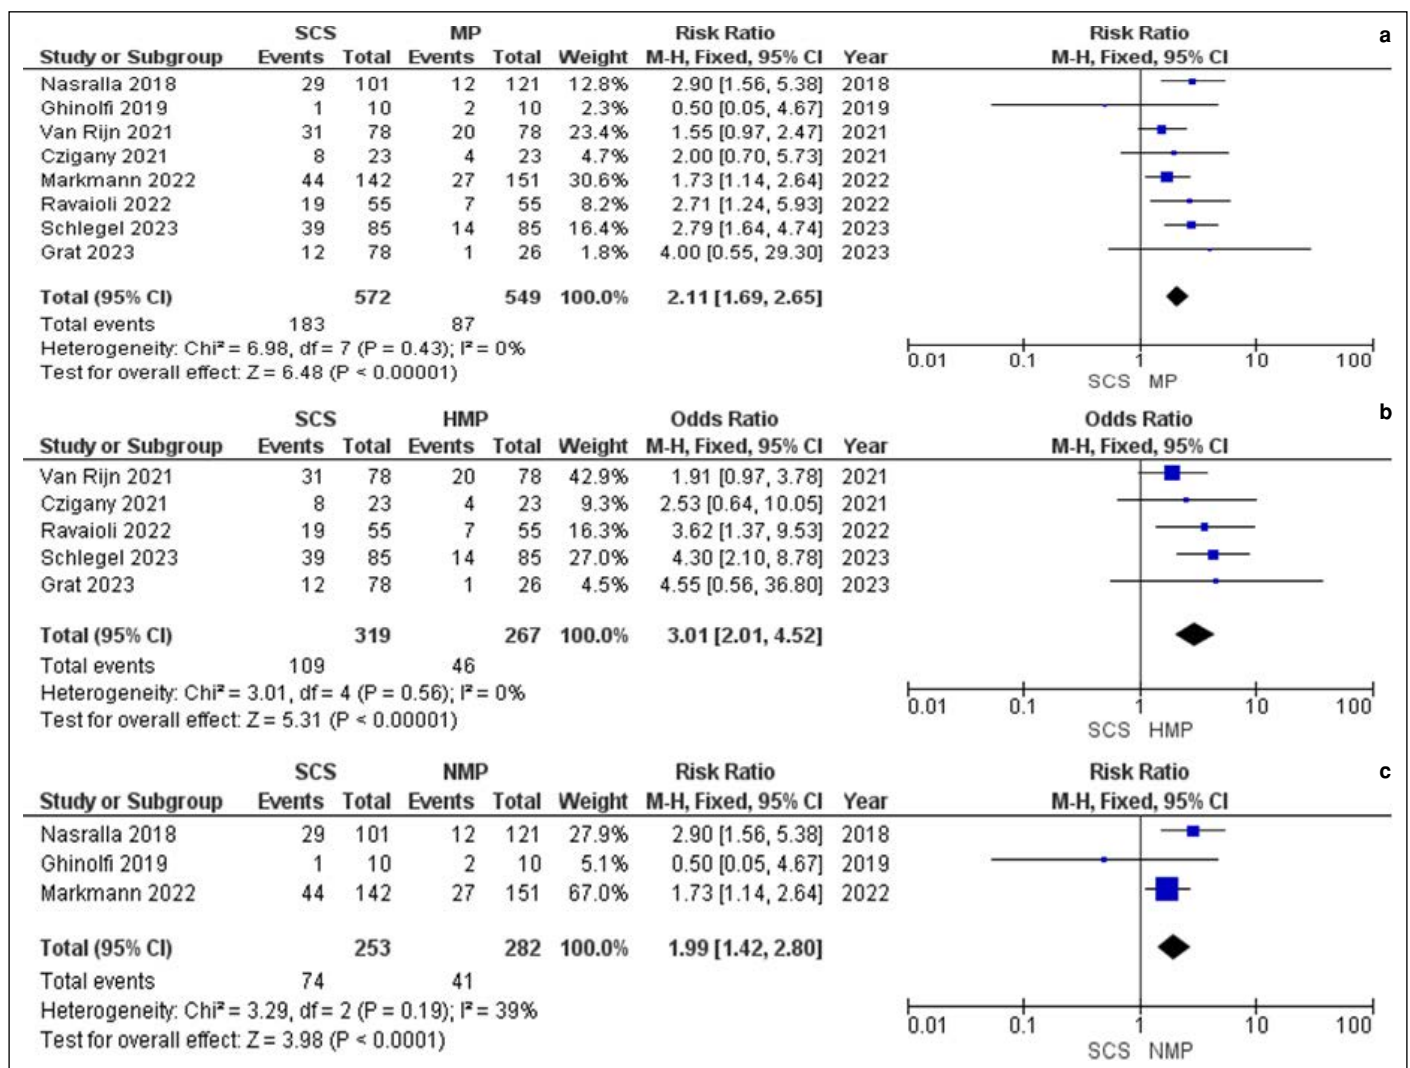 SCS MP Risk Ratio Risk Ratio a
Study or Subgroup Events Total Events Total Weight M-H, Fixed, 95% CI Year M-H, Fixed, 95% CI
Nasralla 2018 29 101 12 121 12.8% 2.90 [1.56, 5.38] 2018
Ghinolfi 2019 1 10 2 10 2.3% 0.50 [0.05, 4.67] 2019
Van Rijn 2021 31 78 20 78 23.4% 1.55 [0.97, 2.47] 2021
Czigany 2021 8 23 4 23 4.7% 2.00 [0.70, 5.73] 2021
Markmann 2022 44 142 27 151 30.6% 1.73 [1.14, 2.64] 2022
Ravaioli 2022 19 55 7 55 8.2% 2.71 [1.24, 5.93] 2022
Schlegel 2023 39 85 14 85 16.4% 2.79 [1.64, 4.74] 2023
Grat 2023 12 78 1 26 1.8% 4.00 [0.55, 29.30] 2023
Total (95% CI) 572 549 100.0% 2.11 [1.69, 2.65]
Total events 183 87
Heterogeneity: Chi² = 6.98, df = 7 (P = 0.43); I² = 0%
Test for overall effect: Z = 6.48 (P < 0.00001)
0.01 0.1 1 10 100
SCS MP
SCS HMP Odds Ratio Odds Ratio b
Study or Subgroup Events Total Events Total Weight M-H, Fixed, 95% CI Year M-H, Fixed, 95% CI
Van Rijn 2021 31 78 20 78 42.9% 1.91 [0.97, 3.78] 2021
Czigany 2021 8 23 4 23 9.3% 2.53 [0.64, 10.05] 2021
Ravaioli 2022 19 55 7 55 16.3% 3.62 [1.37, 9.53] 2022
Schlegel 2023 39 85 14 85 27.0% 4.30 [2.10, 8.78] 2023
Grat 2023 12 78 1 26 4.5% 4.55 [0.56, 36.80] 2023
Total (95% CI) 319 267 100.0% 3.01 [2.01, 4.52]
Total events 109 46
Heterogeneity: Chi² = 3.01, df = 4 (P = 0.56); I² = 0%
Test for overall effect: Z = 5.31 (P < 0.00001)
0.01 0.1 1 10 100
SCS HMP
SCS NMP Risk Ratio Risk Ratio c
Study or Subgroup Events Total Events Total Weight M-H, Fixed, 95% CI Year M-H, Fixed, 95% CI
Nasralla 2018 29 101 12 121 27.9% 2.90 [1.56, 5.38] 2018
Ghinolfi 2019 1 10 2 10 5.1% 0.50 [0.05, 4.67] 2019
Markmann 2022 44 142 27 151 67.0% 1.73 [1.14, 2.64] 2022
Total (95% CI) 253 282 100.0% 1.99 [1.42, 2.80]
Total events 74 41
Heterogeneity: Chi² = 3.29, df = 2 (P = 0.19); I² = 39%
Test for overall effect: Z = 3.98 (P < 0.0001)
0.01 0.1 1 10 100
SCS NMP